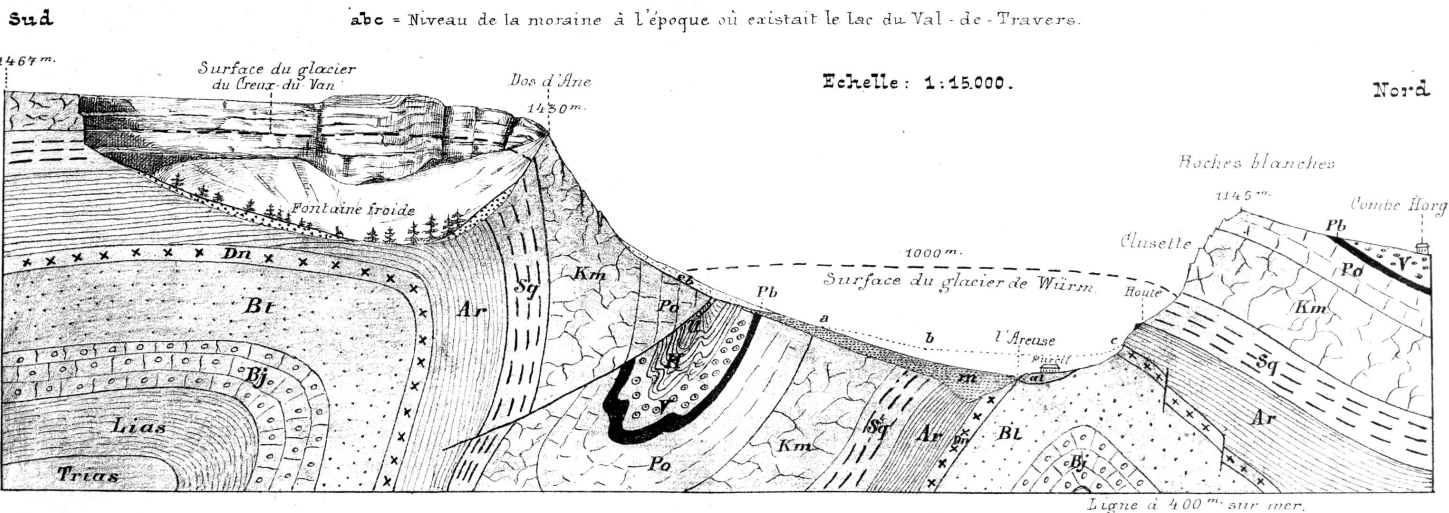 Sud
abc = Niveau de la moraine à l'époque où existait le lac du Val-de-Travers.
1467 m.
Surface du glacier
du Creux-du-Van
Dos d'Ane
1430 m.
Echelle: 1:15.000.
Nord
Roches blanches
1145 m.
Combe Horg
Fontaine froide
Clusette
Pb
V
Po
1000 m.
Surface du glacier de Würm
Route
Km
Dn
Sq
Km
eb
Po
Pb
a
b
l'Areuse
c
Bt
Ar
U
H
Furcil
m
al
Sq
Bj
V
Lias
Sq
Ar
Dn
Bt
Ar
Km
Po
Bj
Trias
Ligne à 400 m. sur mer.